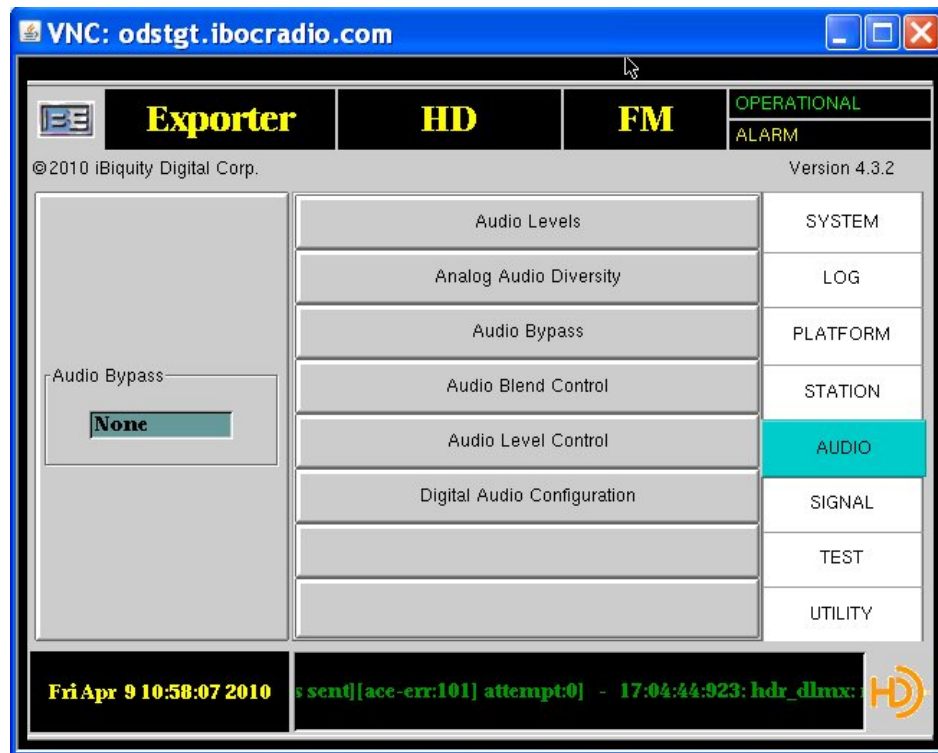 VNC: odstgt.ibocradio.com
Exporter HD FM OPERATIONAL
ALARM
©2010 iBiquity Digital Corp. Version 4.3.2
Audio Levels
Analog Audio Diversity
Audio Bypass
Audio Blend Control
Audio Level Control
Digital Audio Configuration
Audio Bypass
None
SYSTEM
LOG
PLATFORM
STATION
AUDIO
SIGNAL
TEST
UTILITY
Fri Apr 9 10:58:07 2010
s sent][ace-err:101] attempt:0] - 17:04:44:923: hdr_dlmx:
HD